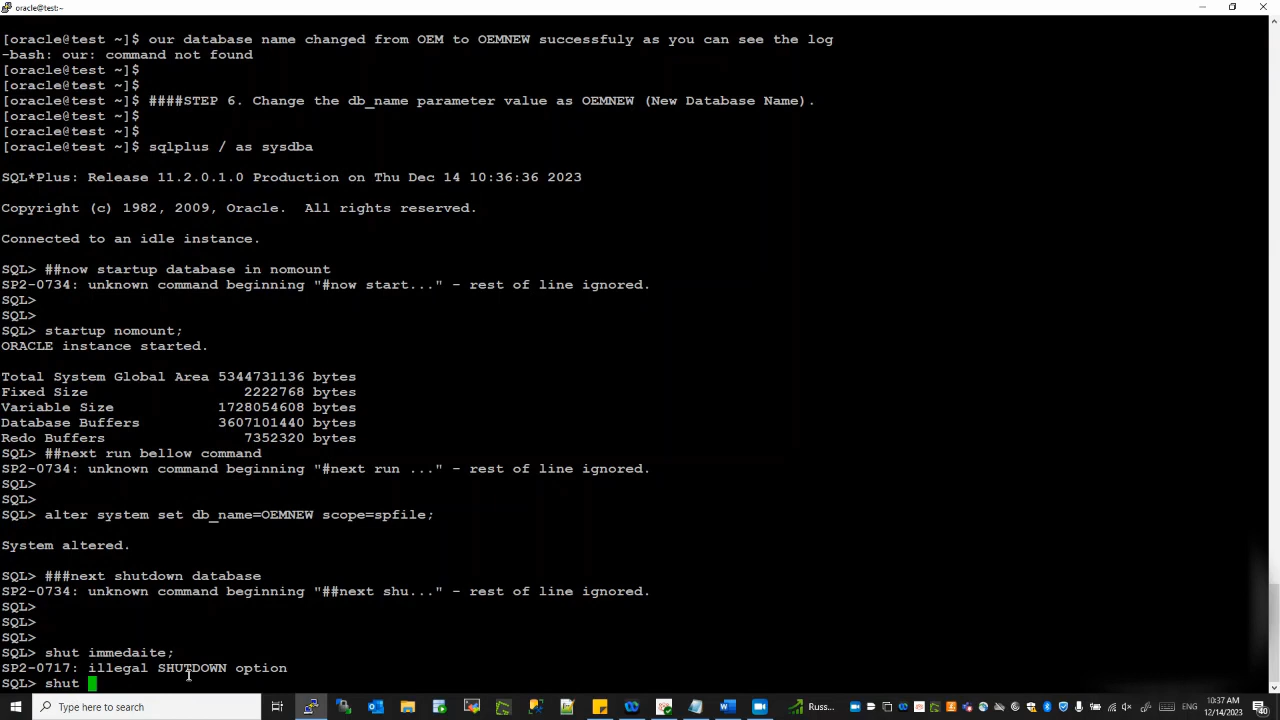 oracle@test:~
[oracle@test ~]$ our database name changed from OEM to OEMNEW successfuly as you can see the log
-bash: our: command not found
[oracle@test ~]$
[oracle@test ~]$
[oracle@test ~]$ ####STEP 6. Change the db_name parameter value as OEMNEW (New Database Name).
[oracle@test ~]$
[oracle@test ~]$
[oracle@test ~]$ sqlplus / as sysdba
SQL*Plus: Release 11.2.0.1.0 Production on Thu Dec 14 10:36:36 2023
Copyright (c) 1982, 2009, Oracle.  All rights reserved.
Connected to an idle instance.
SQL> ##now startup database in nomount
SP2-0734: unknown command beginning "#now start..." - rest of line ignored.
SQL>
SQL>
SQL> startup nomount;
ORACLE instance started.
Total System Global Area 5344731136 bytes
Fixed Size                  2222768 bytes
Variable Size            1728054608 bytes
Database Buffers         3607101440 bytes
Redo Buffers                7352320 bytes
SQL> ##next run bellow command
SP2-0734: unknown command beginning "#next run ..." - rest of line ignored.
SQL>
SQL>
SQL> alter system set db_name=OEMNEW scope=spfile;
System altered.
SQL> ###next shutdown database
SP2-0734: unknown command beginning "##next shu..." - rest of line ignored.
SQL>
SQL>
SQL>
SQL> shut immedaite;
SP2-0717: illegal SHUTDOWN option
SQL> shut
Type here to search
Russ...
ENG
10:37 AM
12/14/2023
40